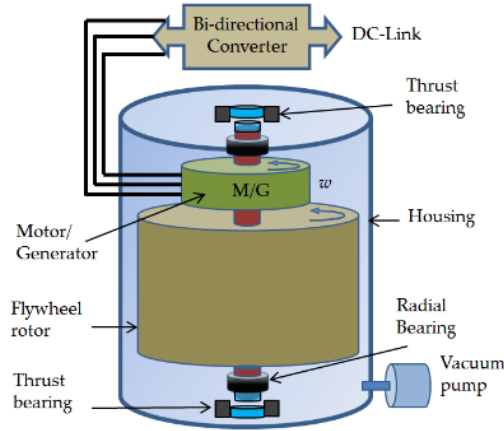 Bi-directional
Converter
DC-Link
Thrust
bearing
M/G
w
Motor/
Generator
Housing
Flywheel
rotor
Radial
Bearing
Thrust
bearing
Vacuum
pump